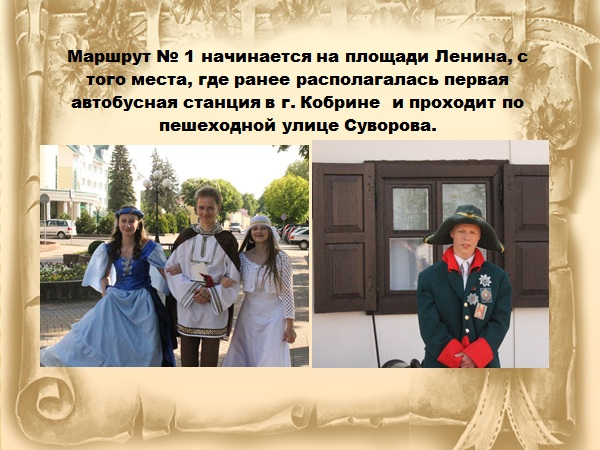 Маршрут № 1 начинается на площади Ленина, с
того места, где ранее располагалась первая
автобусная станция в г. Кобрине и проходит по
пешеходной улице Суворова.